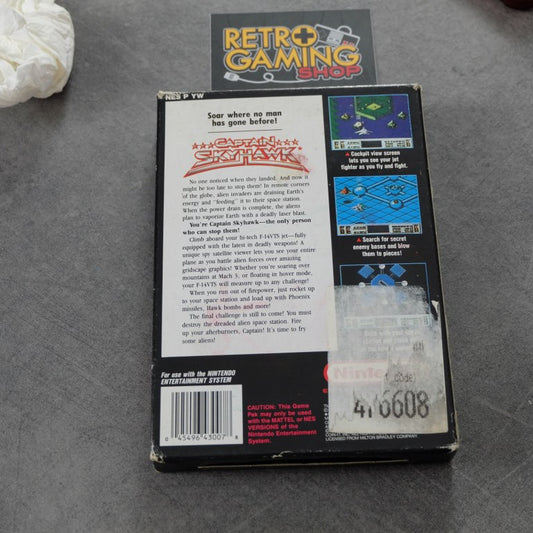 RETRO
GAMING
SHOP
NES P YW
Soar where no man
has gone before!
CAPTAIN
SKYHAWK
No one noticed when they landed. And now it
might be too late to stop them! In remote corners
of the globe, alien invaders are draining Earth's
energy and "feeding" it to their space station.
When the power drain is complete, the aliens
plan to vaporize Earth with a deadly laser blast.
You're Captain Skyhawk—the only person
who can stop them!
Climb aboard your hi-tech F-14VTS jet—fully
equipped with the latest in deadly weapons! A
unique spy satellite viewer lets you see your entire
plane as you battle alien forces over amazing
gridscape graphics! Whether you're soaring over
mountains at Mach 3, or floating in hover mode,
your F-14VTS will measure up to any challenge!
When you run out of firepower, just rocket up
to your space station and load up with Phoenix
missiles, Hawk bombs and more!
The final challenge is still to come! You must
destroy the dreaded alien space station. Fire
up your afterburners, Captain! It's time to fry
some aliens!
▲ Cockpit view screen
lets you see your jet
fighter as you fly and fight.
▲ Search for secret
enemy bases and blow
them to pieces!
For use with the NINTENDO
ENTERTAINMENT SYSTEM
0 45496 43007 8
CAUTION: This Game
Pak may only be used
with the MATTEL or NES
VERSIONS of the
Nintendo Entertainment
System.
Ninten
code
476608
LICENSED FROM MILTON BRADLEY COMPANY.